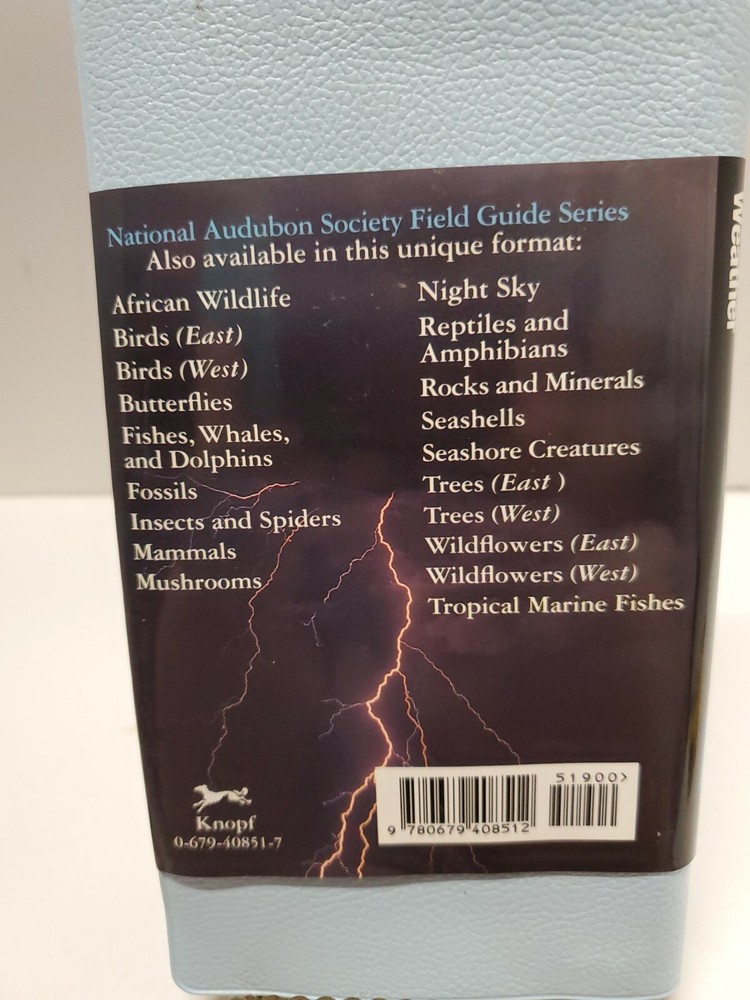 National Audubon Society Field Guide Series
Also available in this unique format:
African Wildlife
Birds (East)
Birds (West)
Butterflies
Fishes, Whales,
and Dolphins
Fossils
Insects and Spiders
Mammals
Mushrooms
Night Sky
Reptiles and
Amphibians
Rocks and Minerals
Seashells
Seashore Creatures
Trees (East )
Trees (West)
Wildflowers (East)
Wildflowers (West)
Tropical Marine Fishes
Knopf
0-679-40851-7
51900>
9 780679 408512
Weather